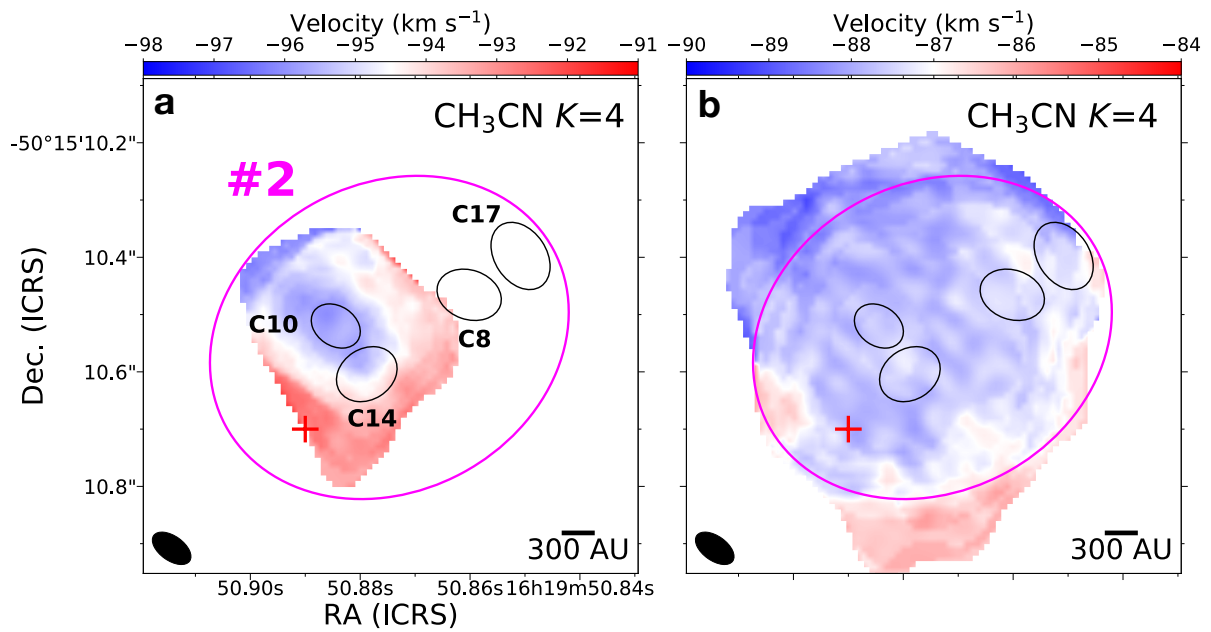 Velocity (km s⁻¹)
−98 −97 −96 −95 −94 −93 −92 −91
Velocity (km s⁻¹)
−90 −89 −88 −87 −86 −85 −84
a
CH₃CN K=4
b
CH₃CN K=4
#2
C17
C10
C8
C14
-50°15'10.2"
10.4"
10.6"
10.8"
Dec. (ICRS)
300 AU
300 AU
50.90s 50.88s 50.86s 16h19m50.84s
RA (ICRS)